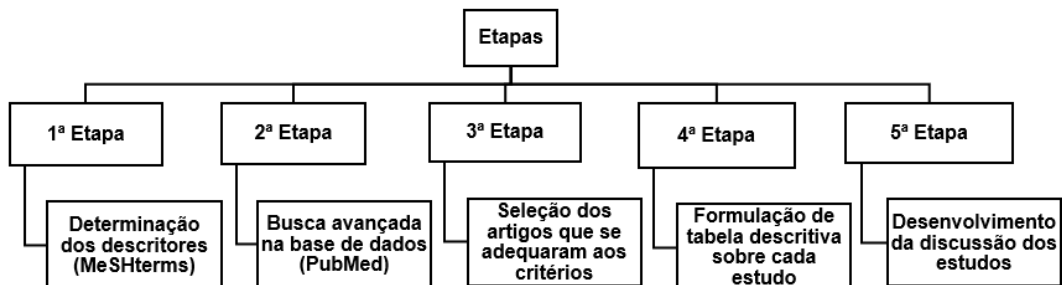 Etapas
1ª Etapa
2ª Etapa
3ª Etapa
4ª Etapa
5ª Etapa
Determinação
dos descritores
(MeSHterms)
Busca avançada
na base de dados
(PubMed)
Seleção dos
artigos que se
adequaram aos
critérios
Formulação de
tabela descritiva
sobre cada
estudo
Desenvolvimento
da discussão dos
estudos